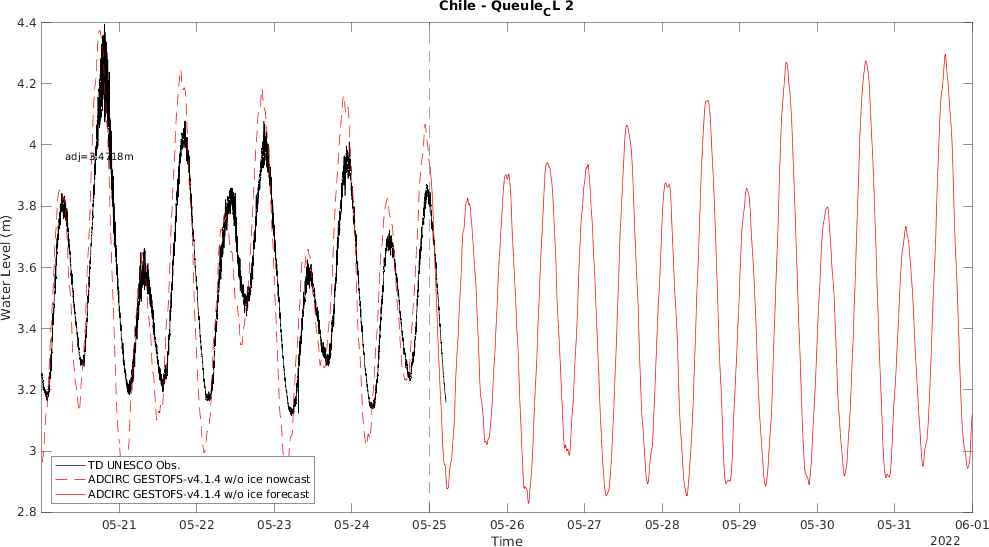 Chile - QueuleCL 2
4.4
4.2
4
3.8
3.6
3.4
3.2
3
2.8
Water Level (m)
adj=3.4718m
TD UNESCO Obs.
ADCIRC GESTOFS-v4.1.4 w/o ice nowcast
ADCIRC GESTOFS-v4.1.4 w/o ice forecast
05-21 05-22 05-23 05-24 05-25 05-26 05-27 05-28 05-29 05-30 05-31 06-01
Time
2022